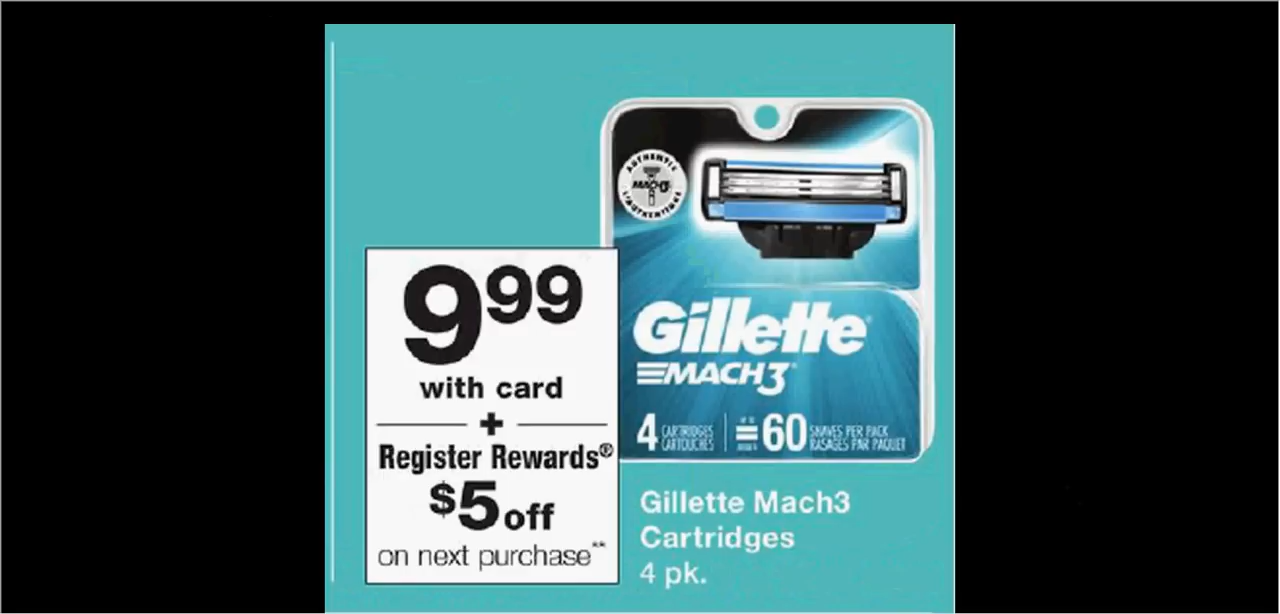 9 99
with card
+
Register Rewards®
$5 off
on next purchase**
AUTHENTIC
MACH3
L'AUTHENTIQUE
Gillette®
MACH3®
4 CARTRIDGES
CARTOUCHES
60 SHAVES PER PACK
RASAGES PAR PAQUET
Gillette Mach3
Cartridges
4 pk.